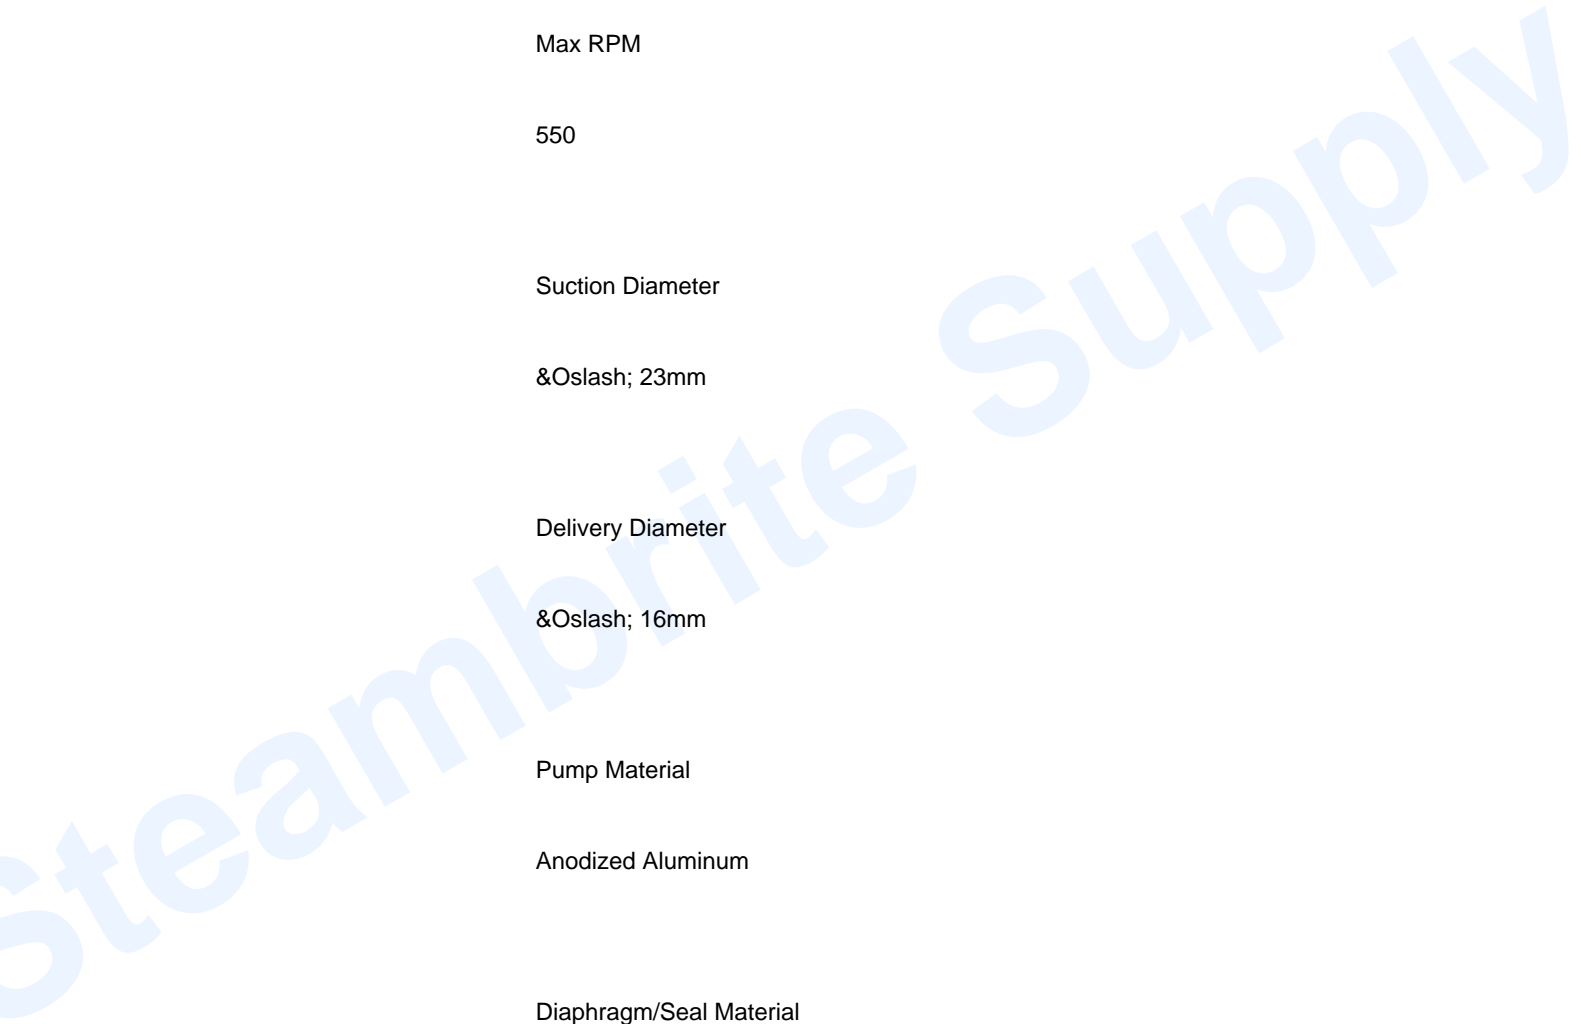 Max RPM
550
Suction Diameter
&Oslash; 23mm
Delivery Diameter
&Oslash; 16mm
Pump Material
Anodized Aluminum
Diaphragm/Seal Material
Steambrite Supply